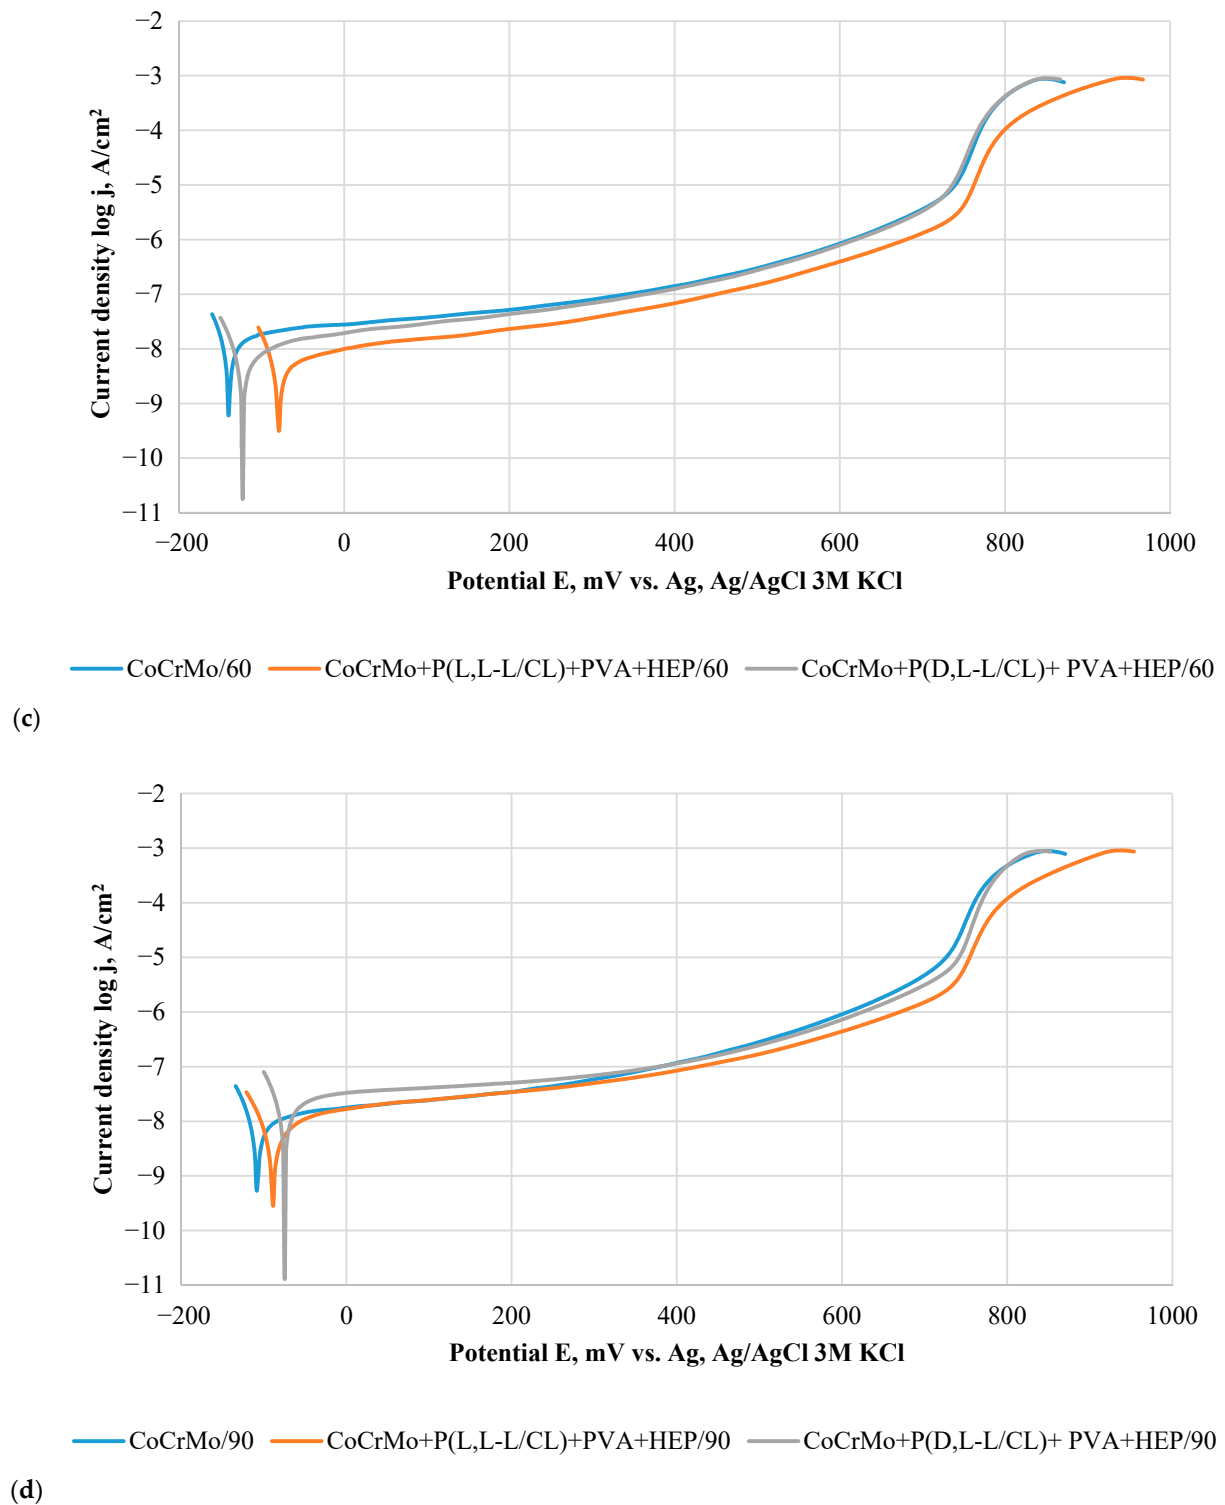 −2
−3
−4
−5
−6
−7
−8
−9
−10
−11
Current density log j, A/cm²
−200 0 200 400 600 800 1000
Potential E, mV vs. Ag, Ag/AgCl 3M KCl
CoCrMo/60 CoCrMo+P(L,L-L/CL)+PVA+HEP/60 CoCrMo+P(D,L-L/CL)+ PVA+HEP/60
(c)
−2
−3
−4
−5
−6
−7
−8
−9
−10
−11
Current density log j, A/cm²
−200 0 200 400 600 800 1000
Potential E, mV vs. Ag, Ag/AgCl 3M KCl
CoCrMo/90 CoCrMo+P(L,L-L/CL)+PVA+HEP/90 CoCrMo+P(D,L-L/CL)+ PVA+HEP/90
(d)